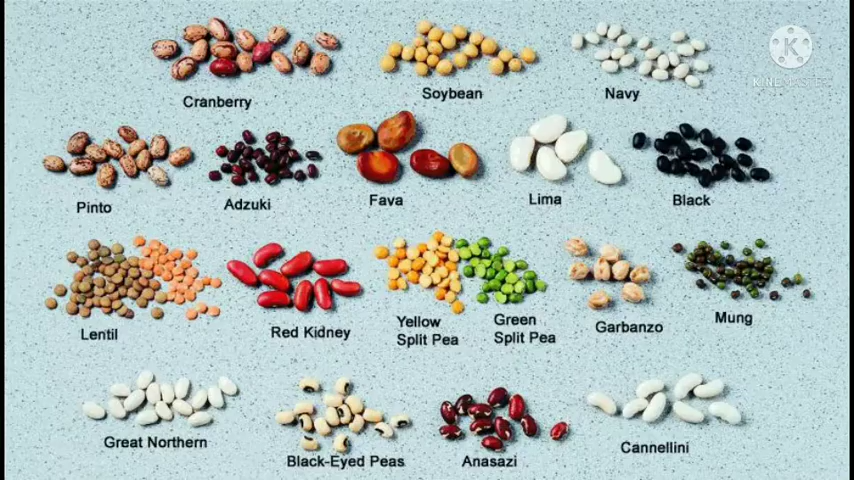 K
KINEMASTER
Cranberry
Soybean
Navy
Pinto
Adzuki
Fava
Lima
Black
Lentil
Red Kidney
Yellow
Split Pea
Green
Split Pea
Garbanzo
Mung
Great Northern
Black-Eyed Peas
Anasazi
Cannellini